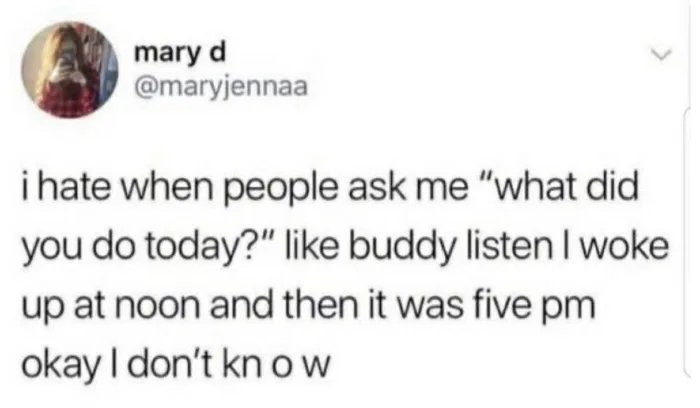 mary d
@maryjennaa
i hate when people ask me "what did
you do today?" like buddy listen I woke
up at noon and then it was five pm
okay I don't kn o w